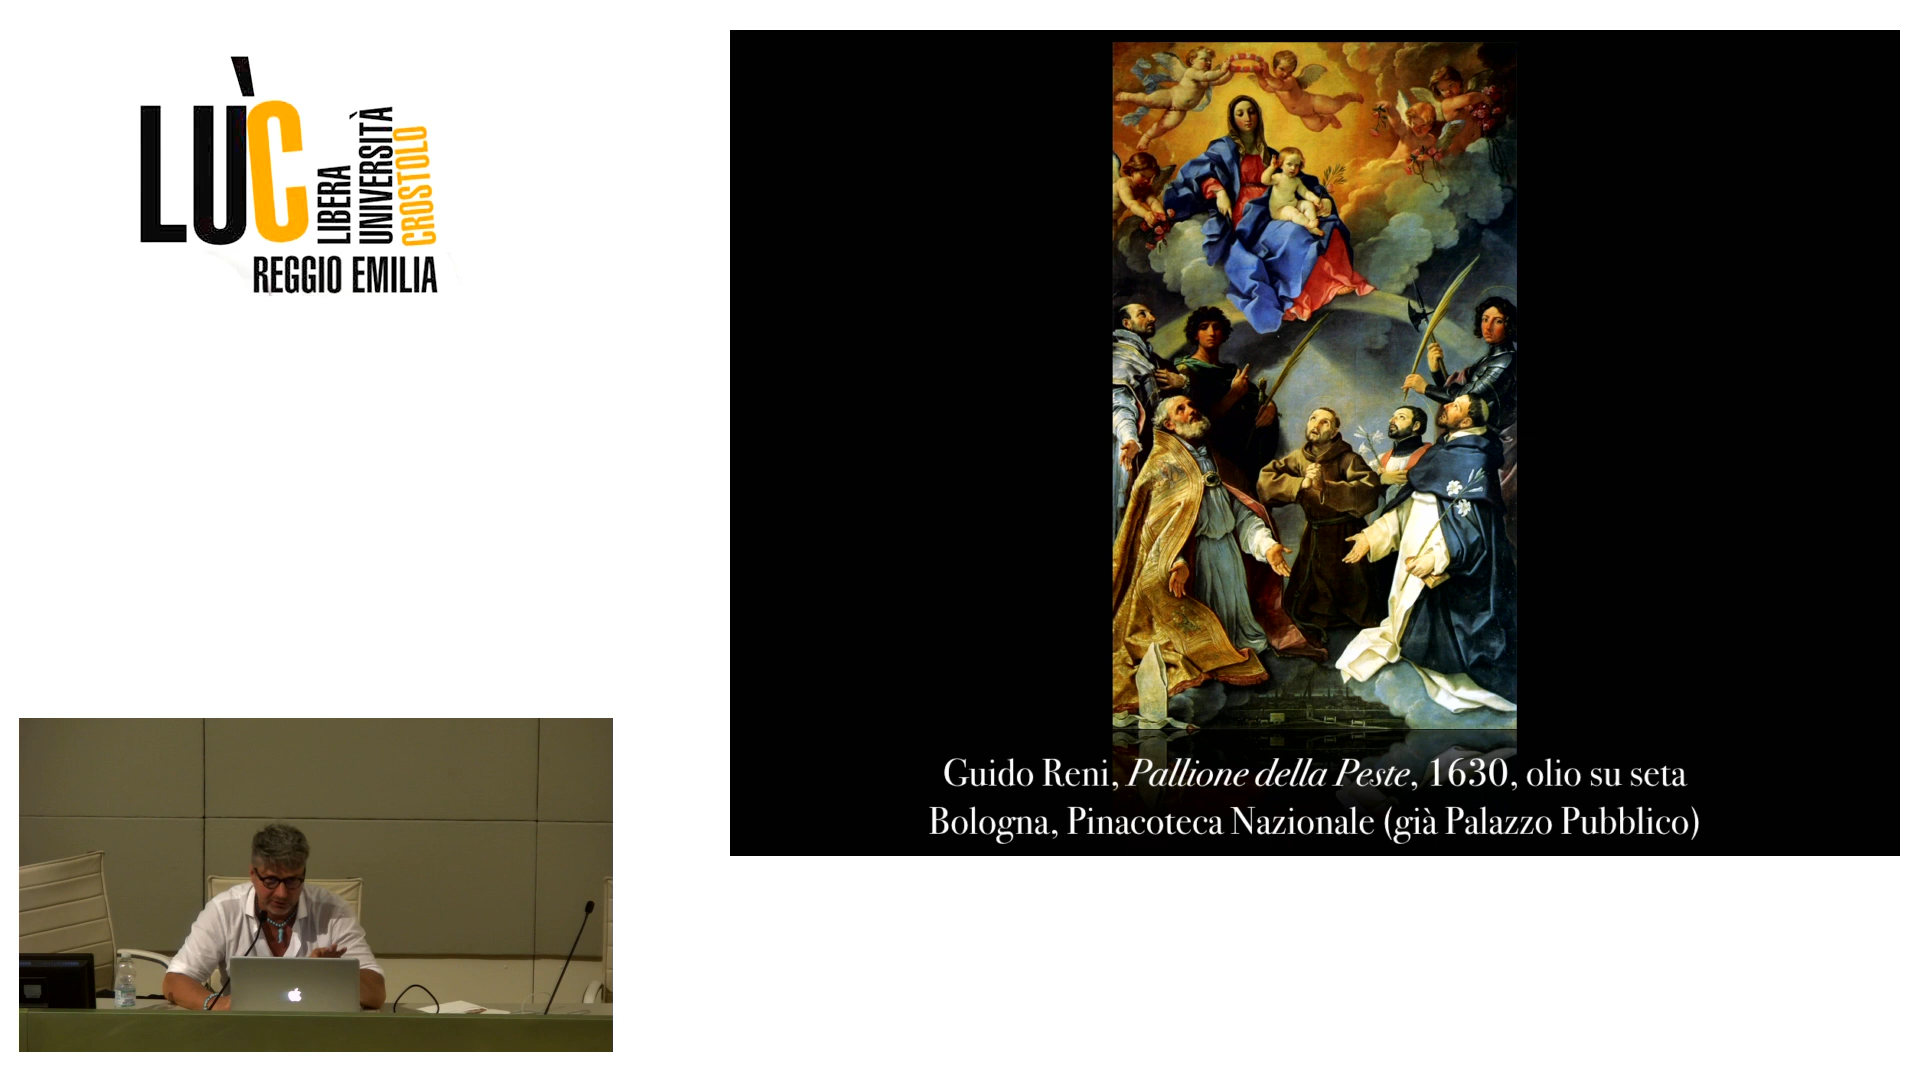 LÙC
LIBERA
UNIVERSITÀ
CROSTOLO
REGGIO EMILIA
Guido Reni, Pallione della Peste, 1630, olio su seta
Bologna, Pinacoteca Nazionale (già Palazzo Pubblico)